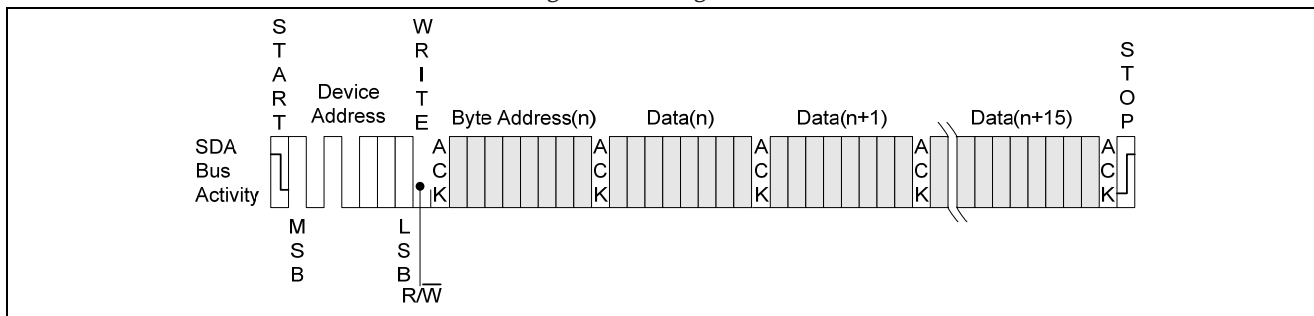 START
WRITE
STOP
Device
Address
Byte Address(n)
Data(n)
Data(n+1)
Data(n+15)
SDA
Bus
Activity
ACK
ACK
ACK
ACK
ACK
MSB
LSB
R/W